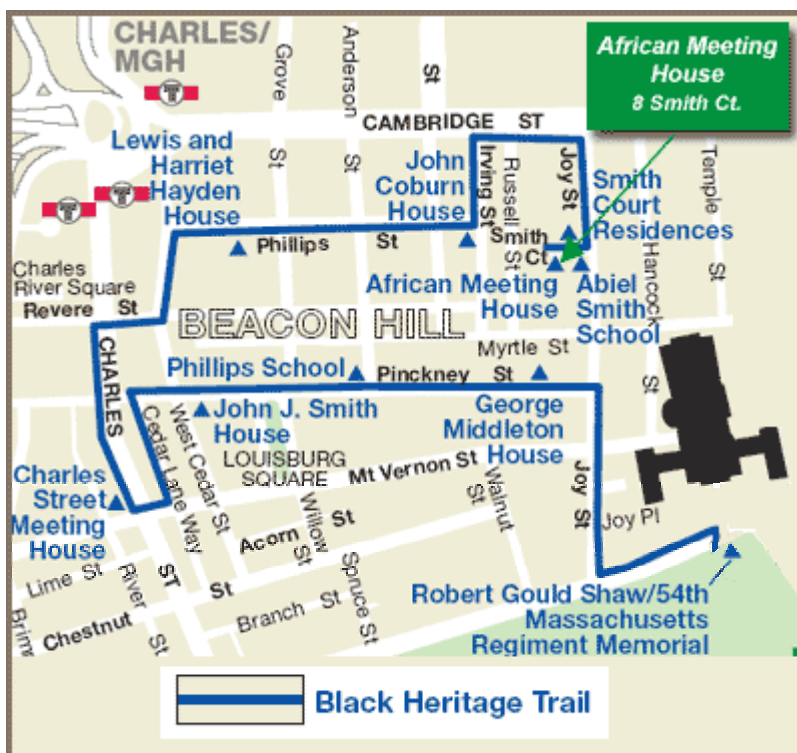 CHARLES/
MGH
Grove
St
Anderson
St
St
African Meeting
House
8 Smith Ct.
CAMBRIDGE ST
Lewis and
Harriet
Hayden
House
John
Coburn
House
Irving St
Russell
St
Joy St
Smith
Court
Residences
Temple
St
Phillips St
Smith
Ct
Hancock
St
Charles
River Square
Revere St
African Meeting
House
Abiel
Smith
School
BEACON HILL
CHARLES
ST
Myrtle St
Phillips School
Pinckney St
John J. Smith
House
George
Middleton
House
Cedar Lane Way
West Cedar St
LOUISBURG
SQUARE
Mt Vernon St
Walnut
St
Joy St
Joy Pl
Charles
Street
Meeting
House
Willow
St
Acorn St
Spruce St
Lime St
River
St
Chestnut St
Branch St
Brim
Robert Gould Shaw/54th
Massachusetts
Regiment Memorial
Black Heritage Trail
T
T
T